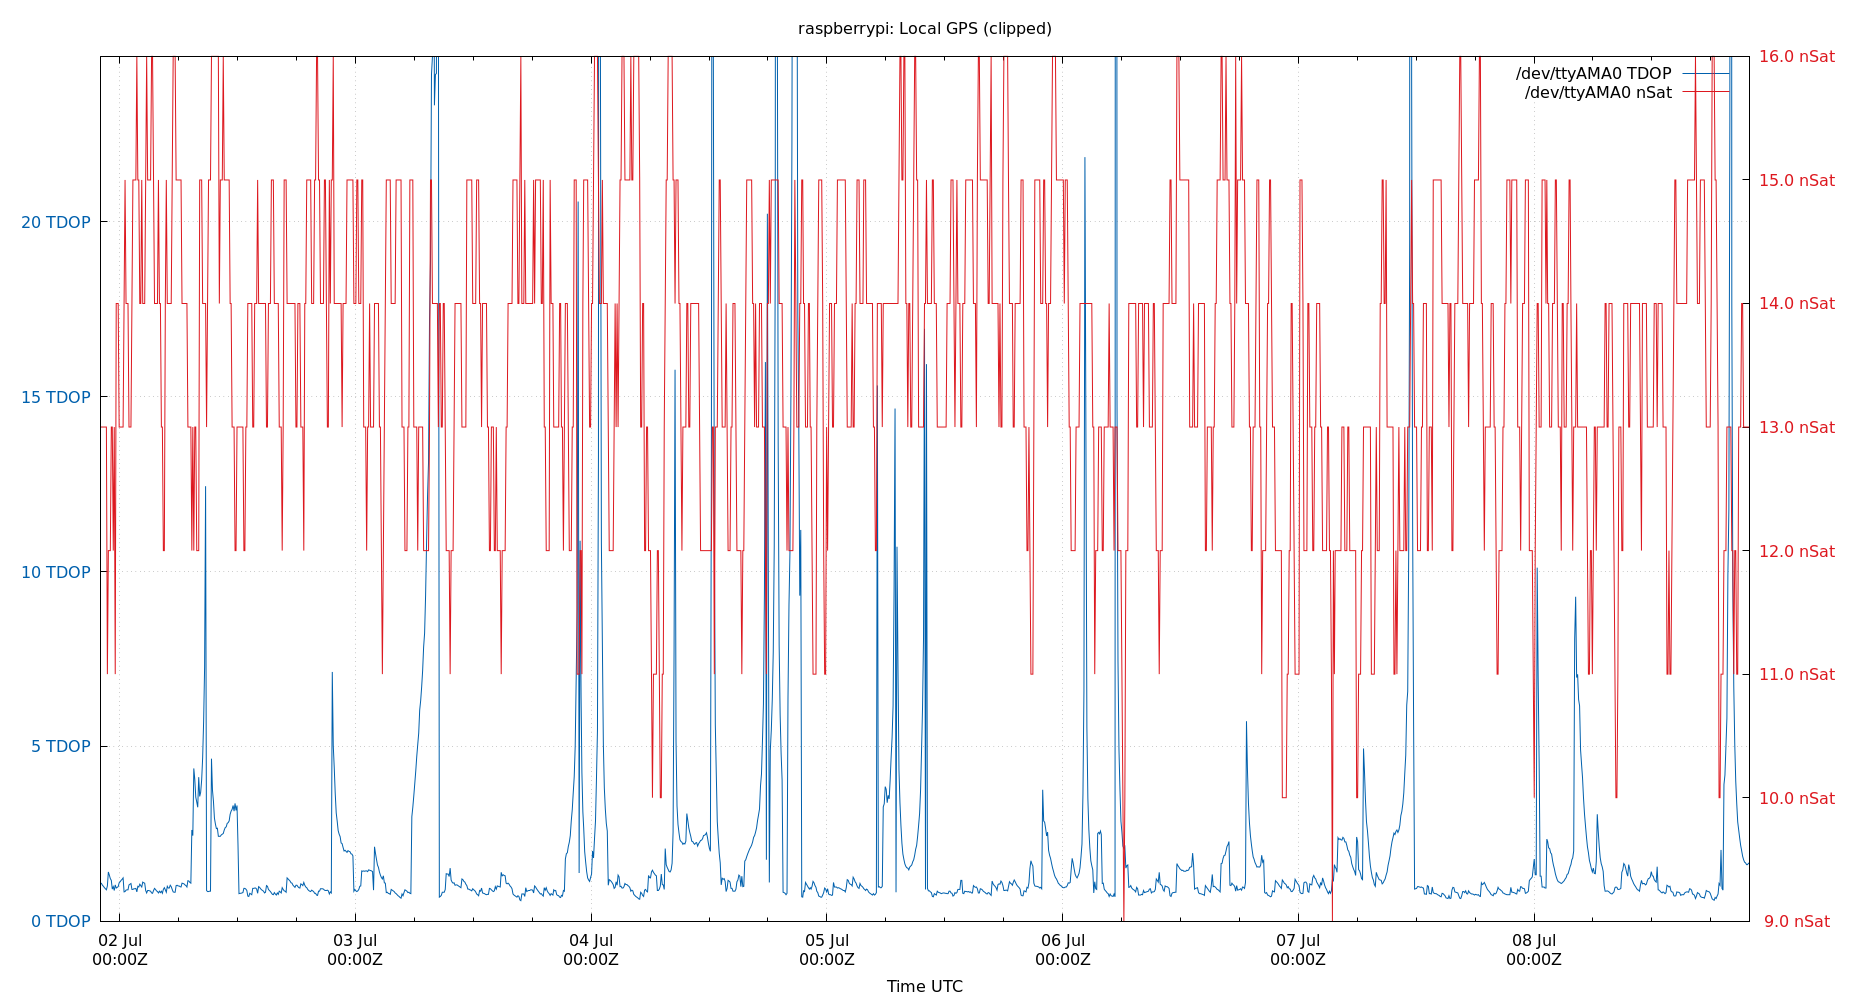 raspberrypi: Local GPS (clipped)
/dev/ttyAMA0 TDOP
/dev/ttyAMA0 nSat
20 TDOP
15 TDOP
10 TDOP
5 TDOP
0 TDOP
16.0 nSat
15.0 nSat
14.0 nSat
13.0 nSat
12.0 nSat
11.0 nSat
10.0 nSat
9.0 nSat
02 Jul
00:00Z
03 Jul
00:00Z
04 Jul
00:00Z
05 Jul
00:00Z
06 Jul
00:00Z
07 Jul
00:00Z
08 Jul
00:00Z
Time UTC